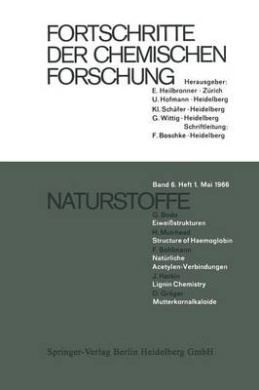 FORTSCHRITTE
DER CHEMISCHEN
FORSCHUNG
Herausgeber:
E. Heilbronner · Zürich
U. Hofmann · Heidelberg
Kl. Schäfer · Heidelberg
G. Wittig · Heidelberg
Schriftleitung:
F. Boschke · Heidelberg
Band 6. Heft 1. Mai 1966
NATURSTOFFE
G. Bodo
Eiweißstrukturen
H. Muirhead
Structure of Haemoglobin
F. Bohlmann
Natürliche
Acetylen-Verbindungen
J. Harkin
Lignin Chemistry
D. Gröger
Mutterkornalkaloide
Springer-Verlag Berlin Heidelberg GmbH